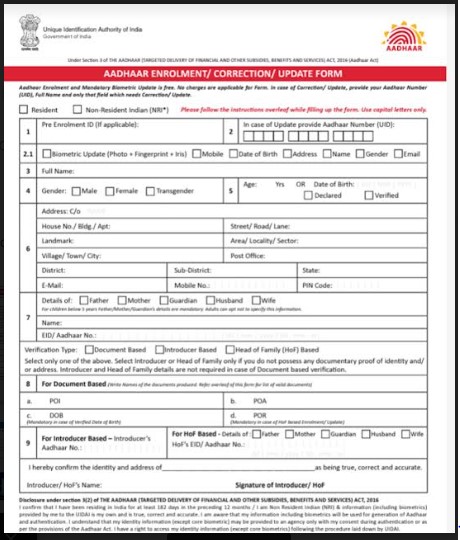 Unique Identification Authority of India
Government of India
AADHAAR
Under Section 3 of THE AADHAAR (TARGETED DELIVERY OF FINANCIAL AND OTHER SUBSIDIES, BENEFITS AND SERVICES) ACT, 2016 (Aadhaar Act)
AADHAAR ENROLMENT/ CORRECTION/ UPDATE FORM
Aadhaar Enrolment and Mandatory Biometric Update is free. No charges are applicable for Form. In case of Correction/ Update, provide your Aadhaar Number
(UID), Full Name and only that field which needs Correction/ Update.
Resident Non-Resident Indian (NRI*) Please follow the instructions overleaf while filling up the form. Use capital letters only.
1 Pre Enrolment ID (If applicable): 2 In case of Update provide Aadhaar Number (UID):
2.1 Biometric Update (Photo + Fingerprint + Iris) Mobile Date of Birth Address Name Gender Email
3 Full Name:
4 Gender: Male Female Transgender 5 Age: Yrs OR Date of Birth:
Declared Verified
6 Address: C/o
House No./ Bldg./ Apt: Street/ Road/ Lane:
Landmark: Area/ Locality/ Sector:
Village/ Town/ City: Post Office:
District: Sub-District: State:
E-Mail: Mobile No.: PIN Code:
7 Details of: Father Mother Guardian Husband Wife
For children below 5 years Father/Mother/Guardian's details are mandatory. Adults can opt not to specify this information.
Name:
EID/ Aadhaar No.:
Verification Type: Document Based Introducer Based Head of Family (HoF) Based
Select only one of the above. Select Introducer or Head of Family only if you do not possess any documentary proof of identity and/
or address. Introducer and Head of Family details are not required in case of Document based verification.
8 For Document Based (Write Names of the documents produced. Refer overleaf of this form for list of valid documents)
a. POI b. POA
c. DOB d. POR
(Mandatory in case of Verified Date of Birth) (Mandatory in case of HoF Based Enrolment/ Update)
9 For Introducer Based – Introducer's For HoF Based - Details of: Father Mother Guardian Husband Wife
Aadhaar No.: HoF's EID/ Aadhaar No.:
I hereby confirm the identity and address of as being true, correct and accurate.
Introducer/ HoF's Name: Signature of Introducer/ HoF
Disclosure under section 3(2) of THE AADHAAR (TARGETED DELIVERY OF FINANCIAL AND OTHER SUBSIDIES, BENEFITS AND SERVICES) ACT, 2016
I confirm that I have been residing in India for at least 182 days in the preceding 12 months / I am Non Resident Indian (NRI) & information (including biometrics)
provided by me to the UIDAI is my own and is true, correct and accurate. I am aware that my information including biometrics will be used for generation of Aadhaar
and authentication. I understand that my identity information (except core biometric) may be provided to an agency only with my consent during authentication or as
per the provisions of the Aadhaar Act. I have a right to access my identity information (except core biometrics) following the procedure laid down by UIDAI.